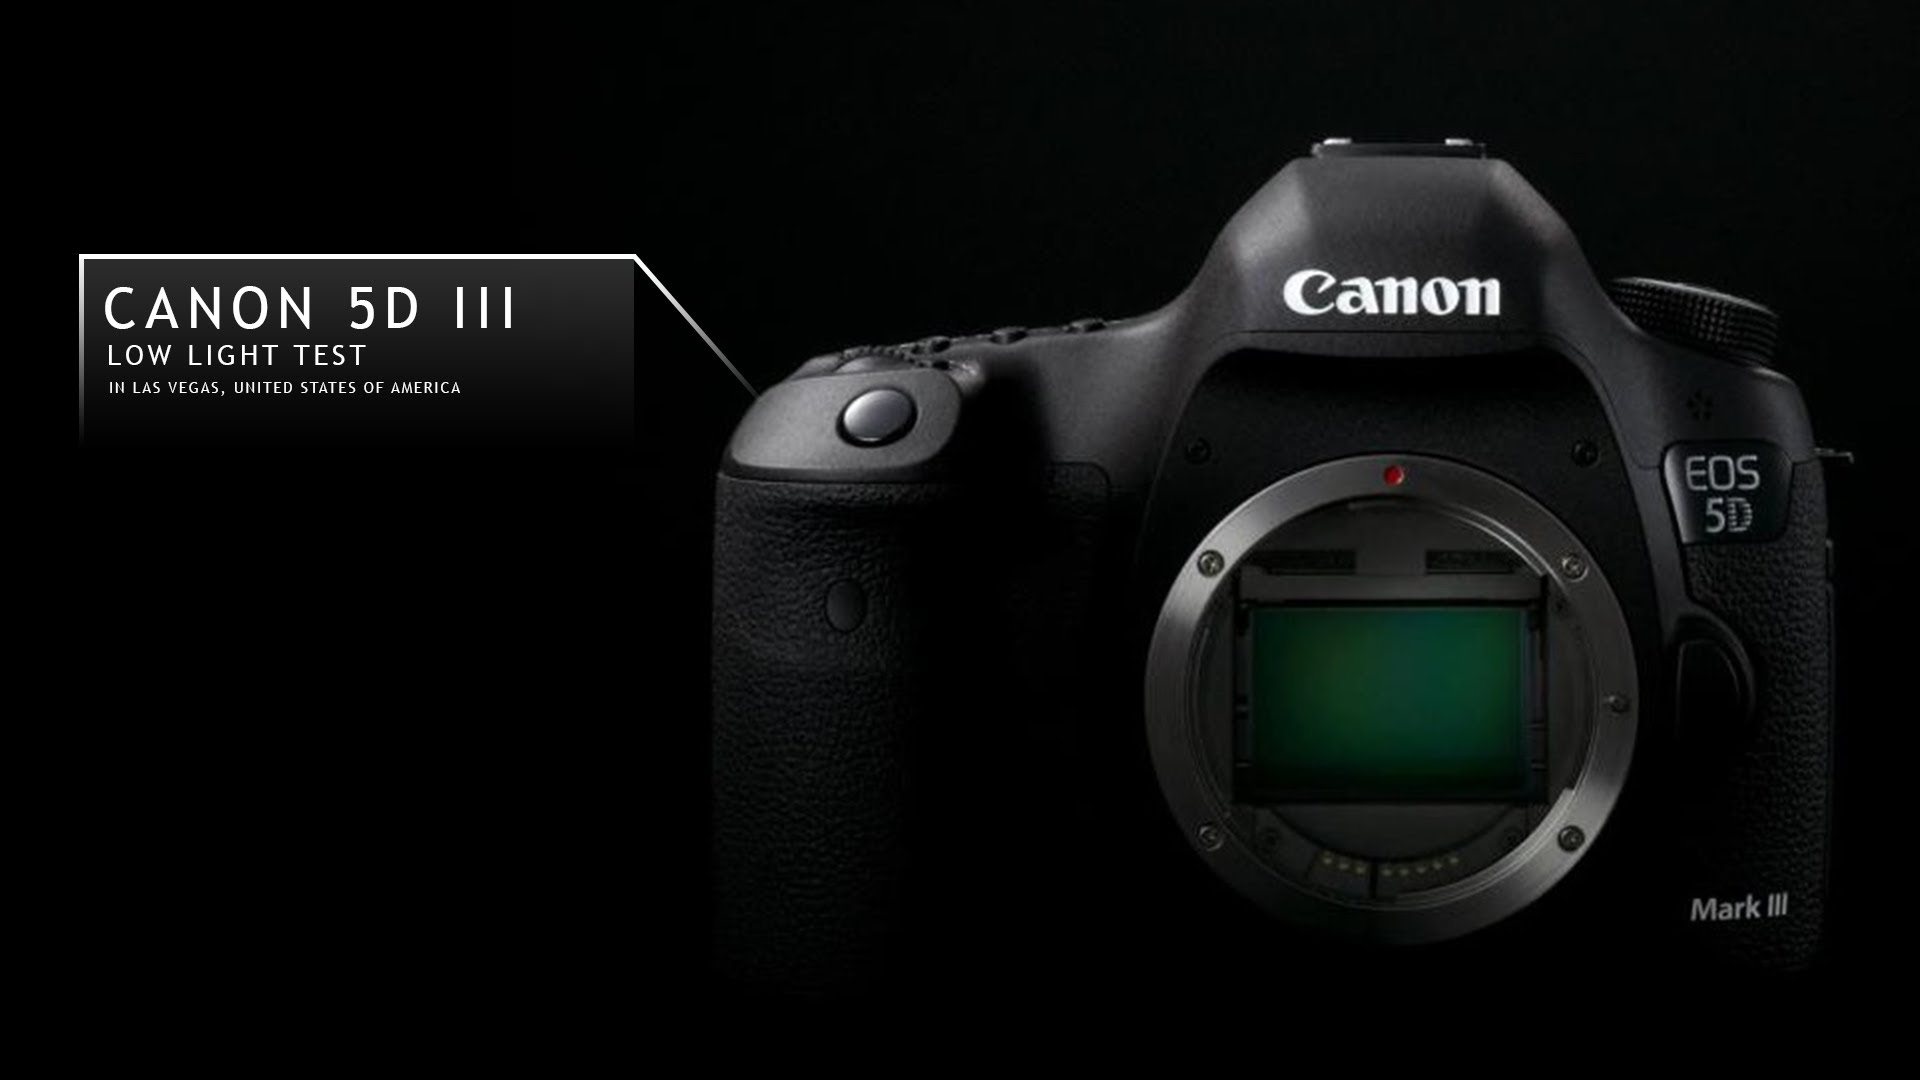 CANON 5D III
LOW LIGHT TEST
IN LAS VEGAS, UNITED STATES OF AMERICA
Canon
EOS
5D
Mark III